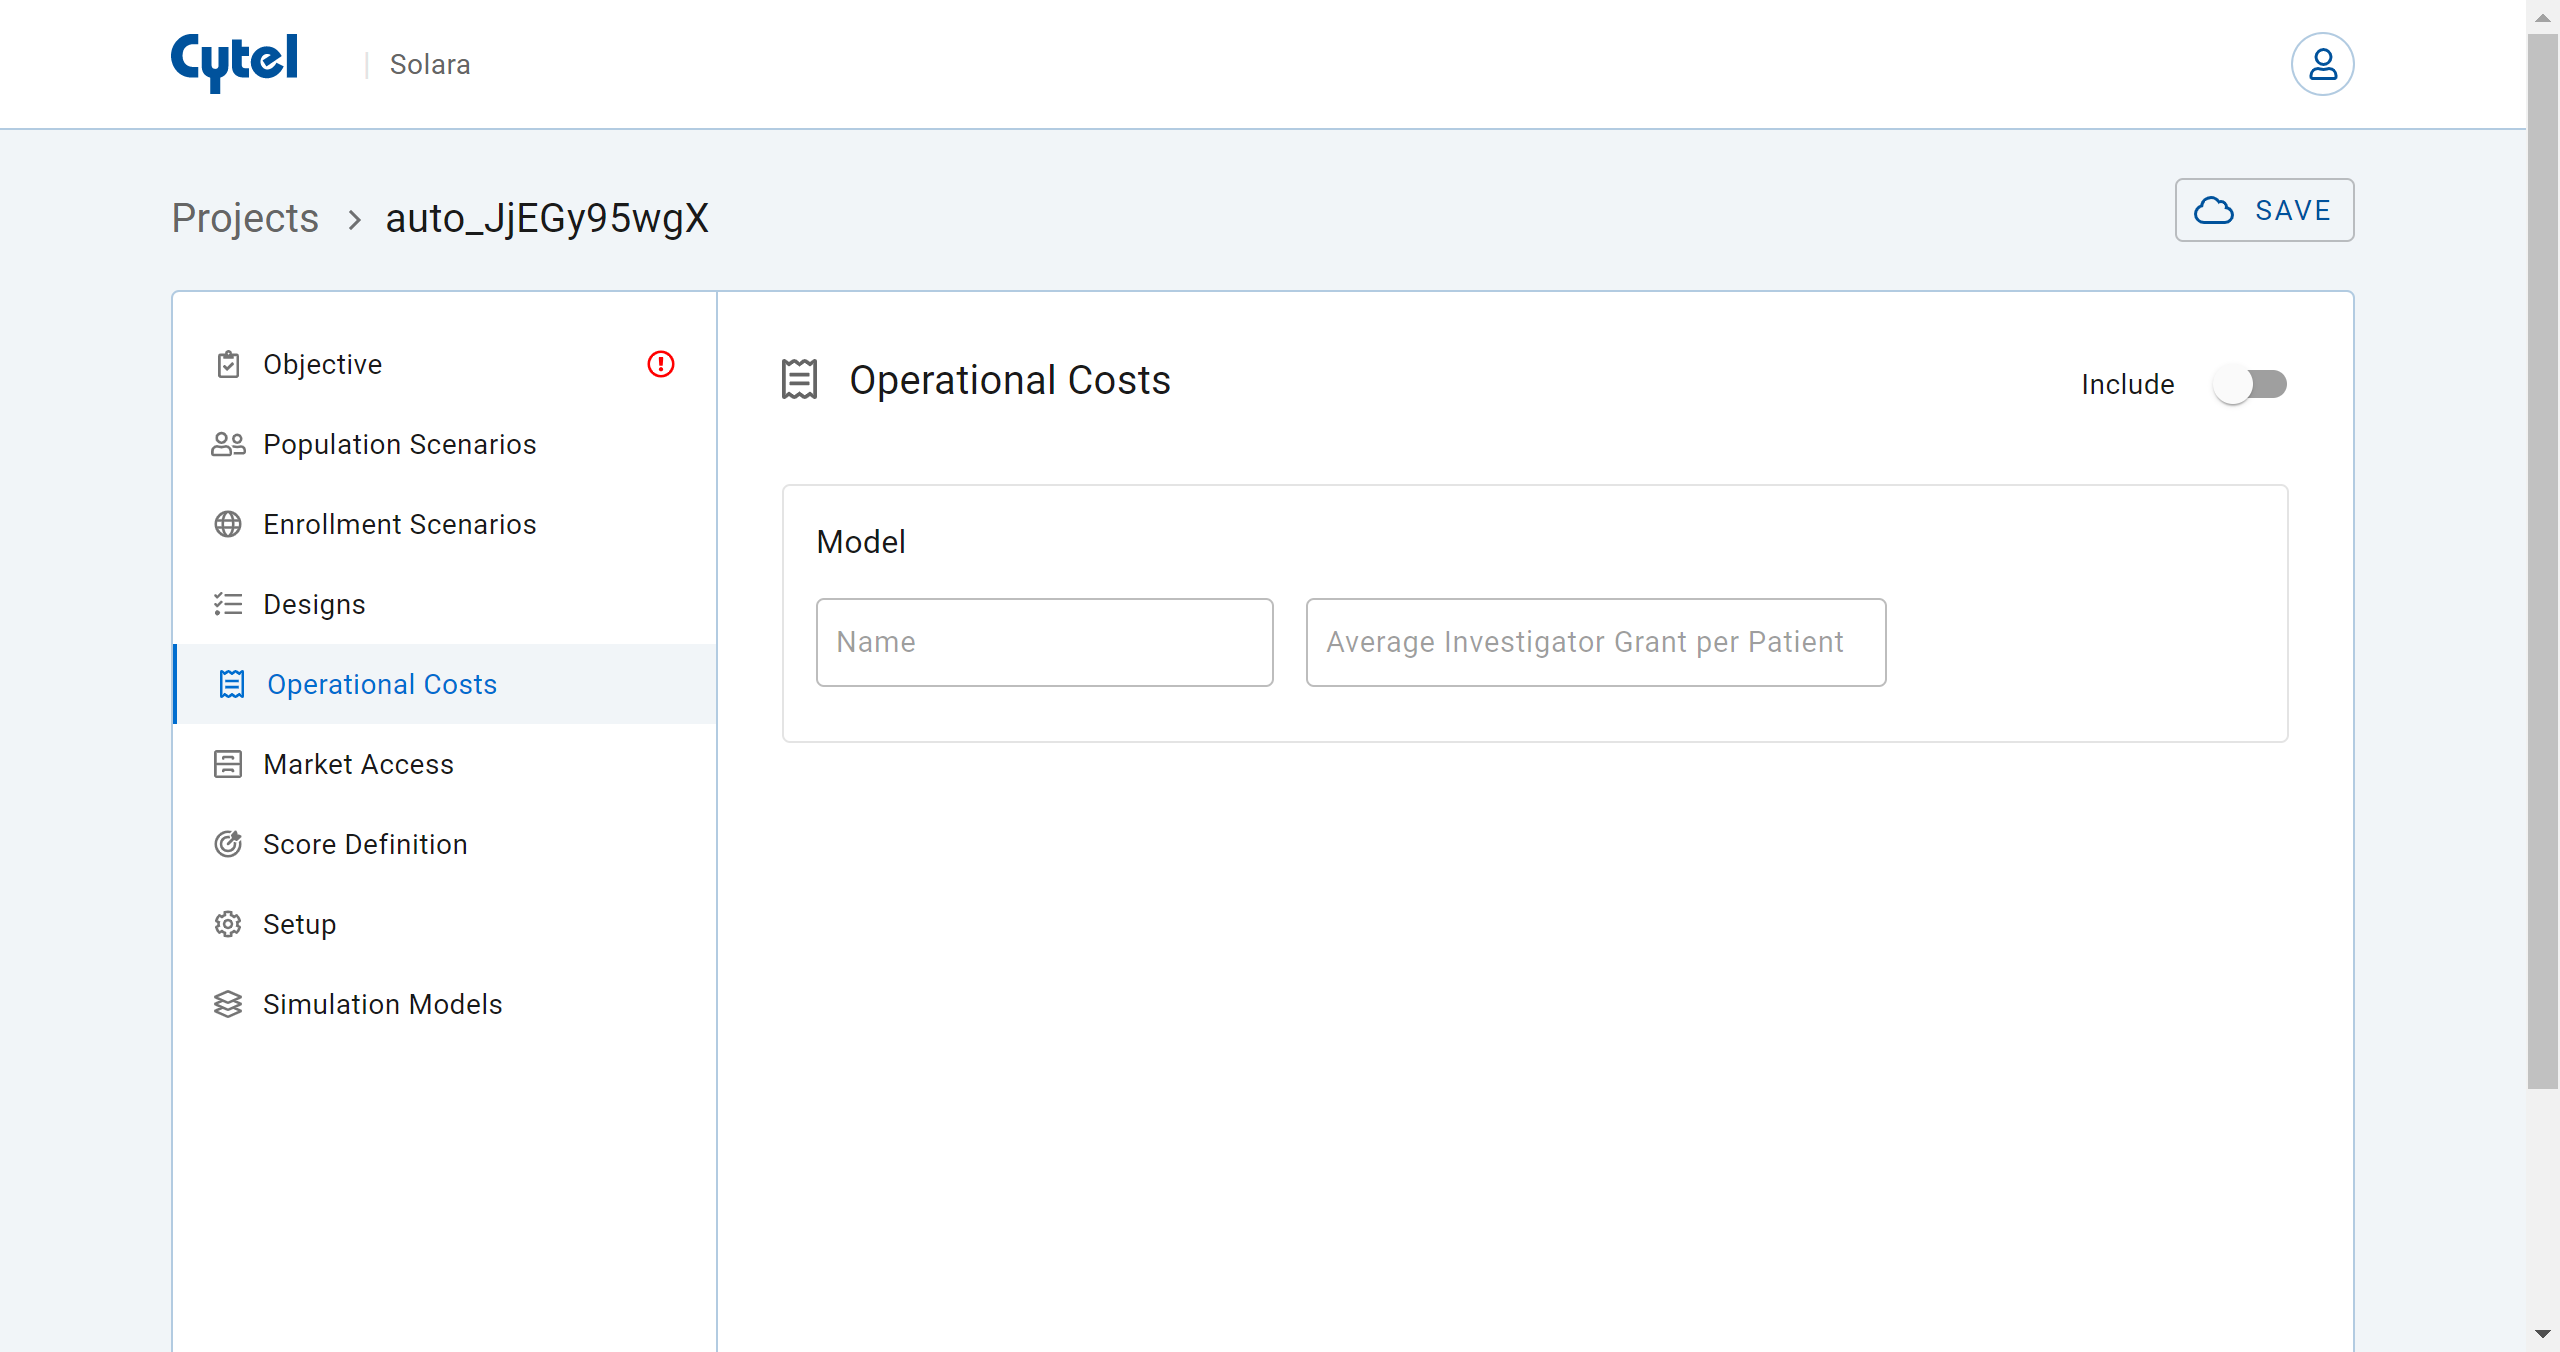 Cytel
Solara
Projects > auto_JjEGy95wgX
SAVE
Objective
Population Scenarios
Enrollment Scenarios
Designs
Operational Costs
Market Access
Score Definition
Setup
Simulation Models
Operational Costs
Include
Model
Name
Average Investigator Grant per Patient